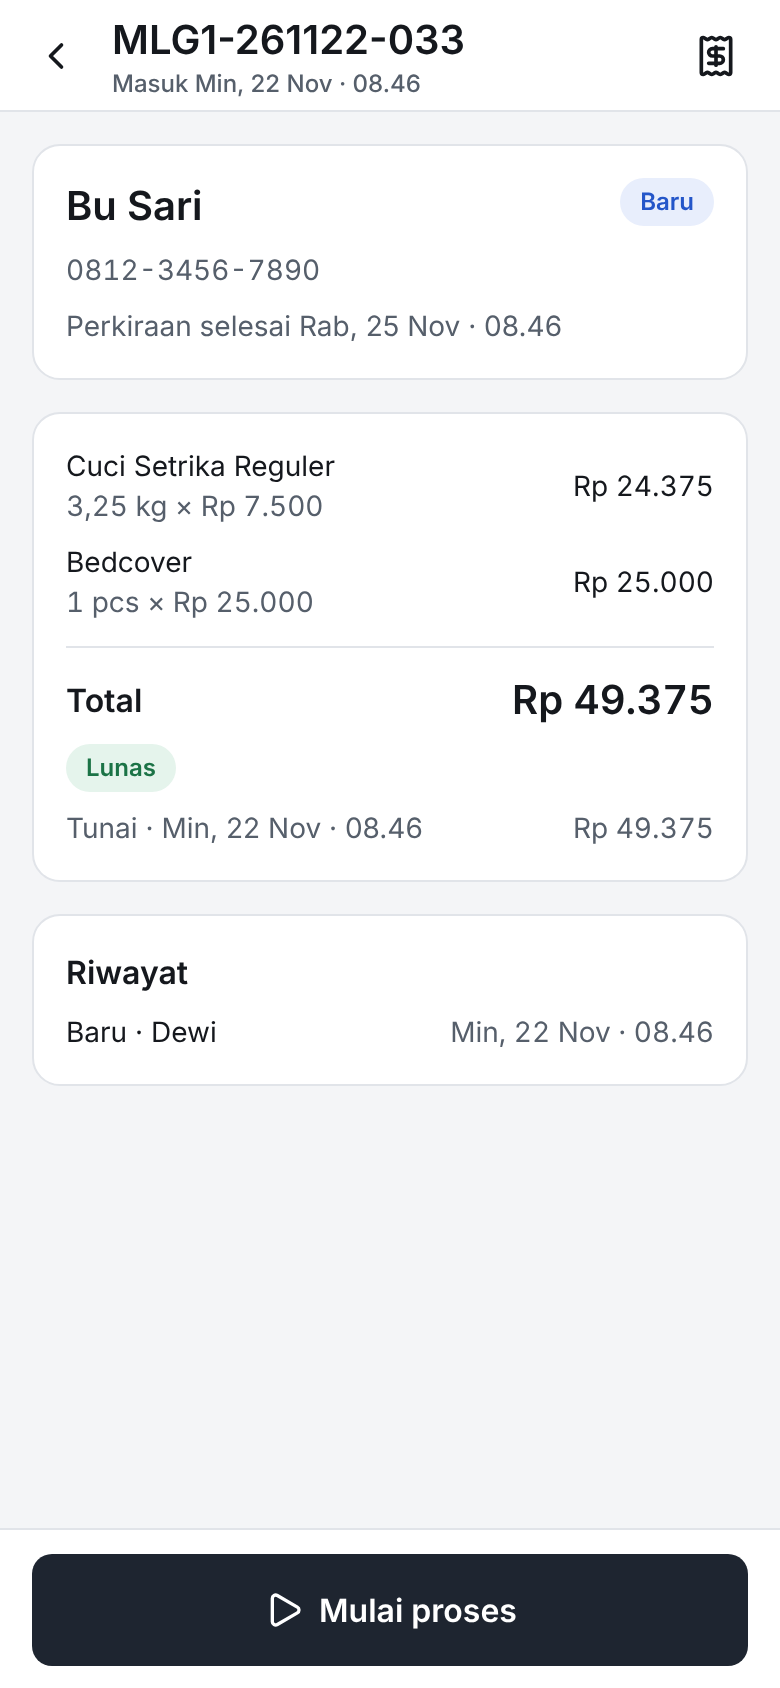 MLG1-261122-033
Masuk Min, 22 Nov · 08.46
Bu Sari
Baru
0812-3456-7890
Perkiraan selesai Rab, 25 Nov · 08.46
Cuci Setrika Reguler
3,25 kg × Rp 7.500
Rp 24.375
Bedcover
1 pcs × Rp 25.000
Rp 25.000
Total
Rp 49.375
Lunas
Tunai · Min, 22 Nov · 08.46
Rp 49.375
Riwayat
Baru · Dewi
Min, 22 Nov · 08.46
Mulai proses